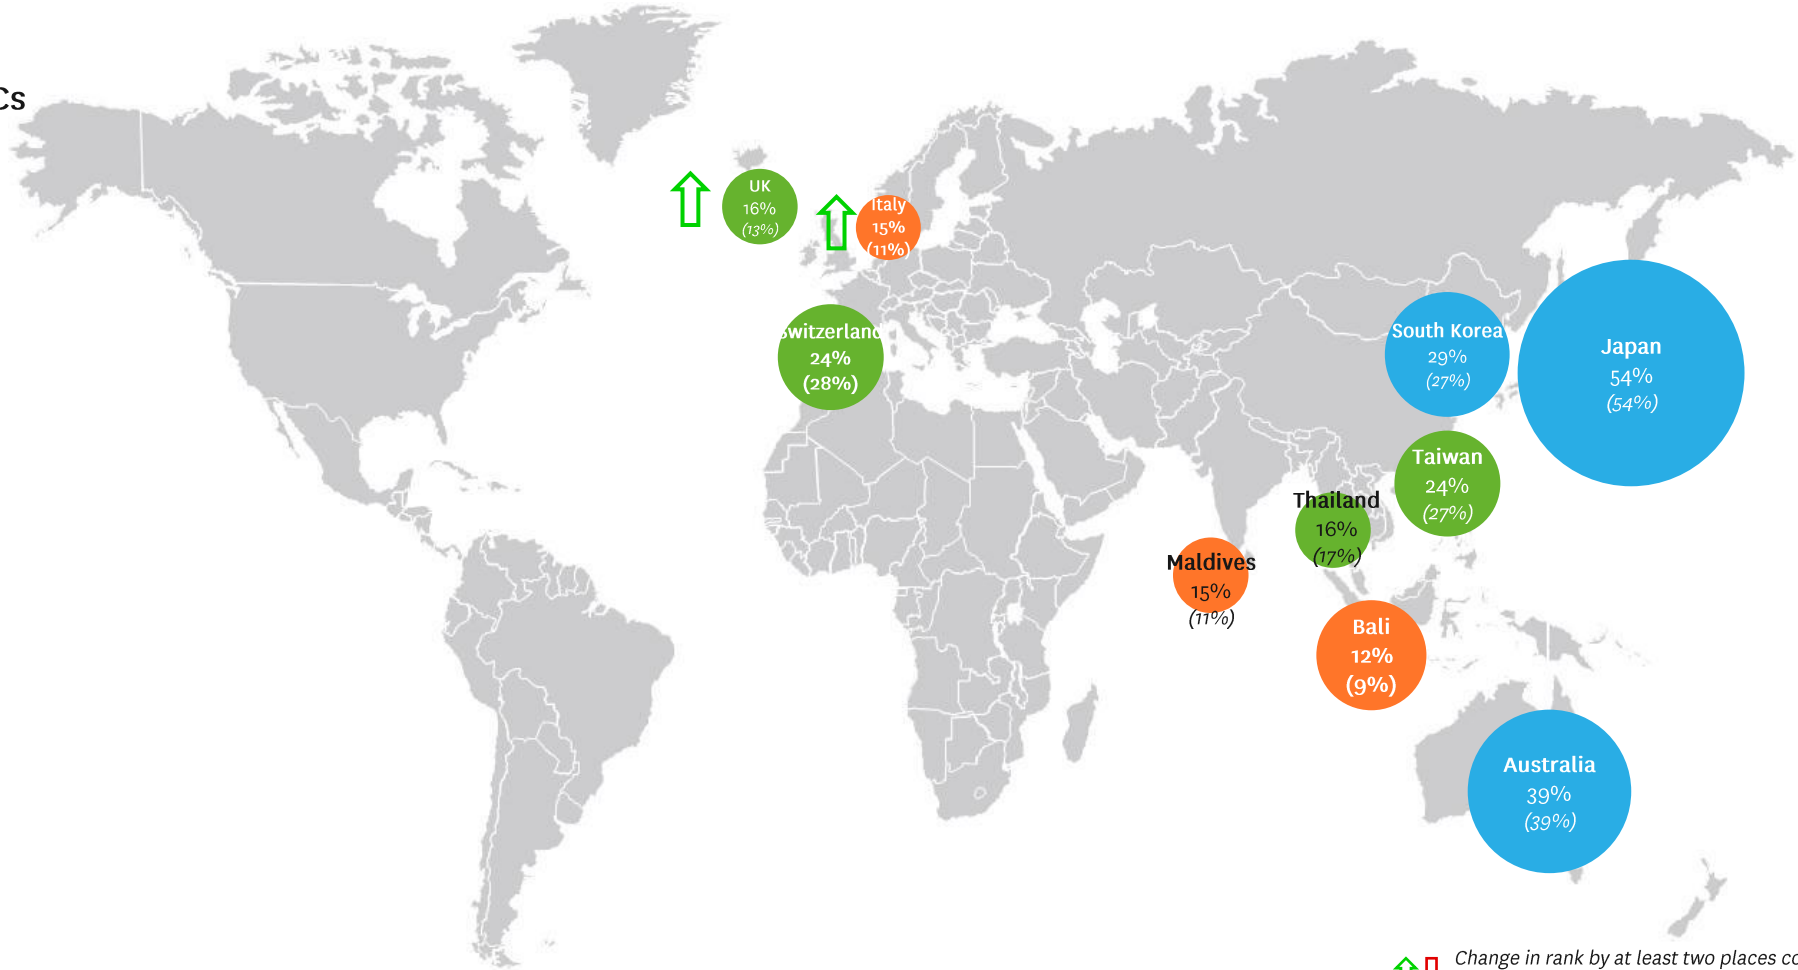 Cs
UK
16%
(13%)
Italy
15%
(11%)
Switzerland
24%
(28%)
South Korea
29%
(27%)
Japan
54%
(54%)
Taiwan
24%
(27%)
Thailand
16%
(17%)
Maldives
15%
(11%)
Bali
12%
(9%)
Australia
39%
(39%)
Change in rank by at least two places co